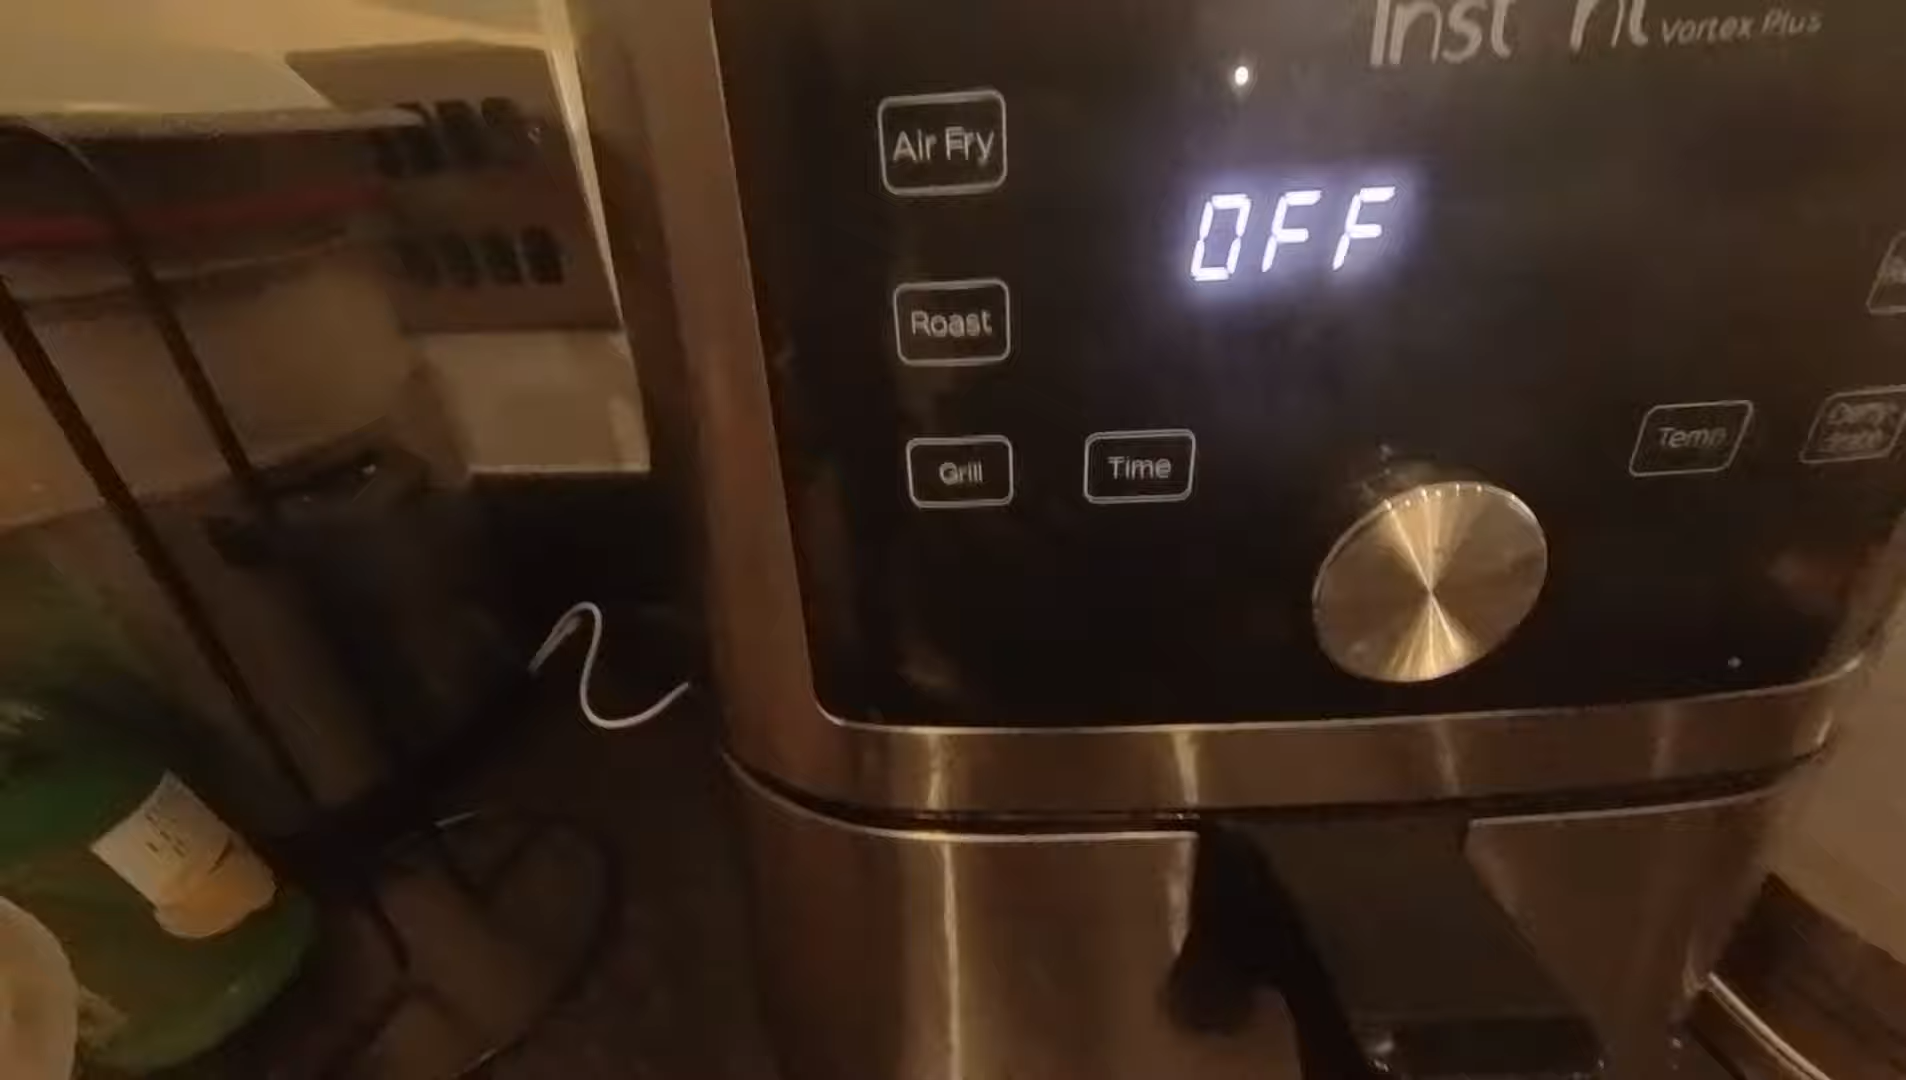 Vortex Plus
Air Fry
OFF
Roast
Temp
Grill
Time